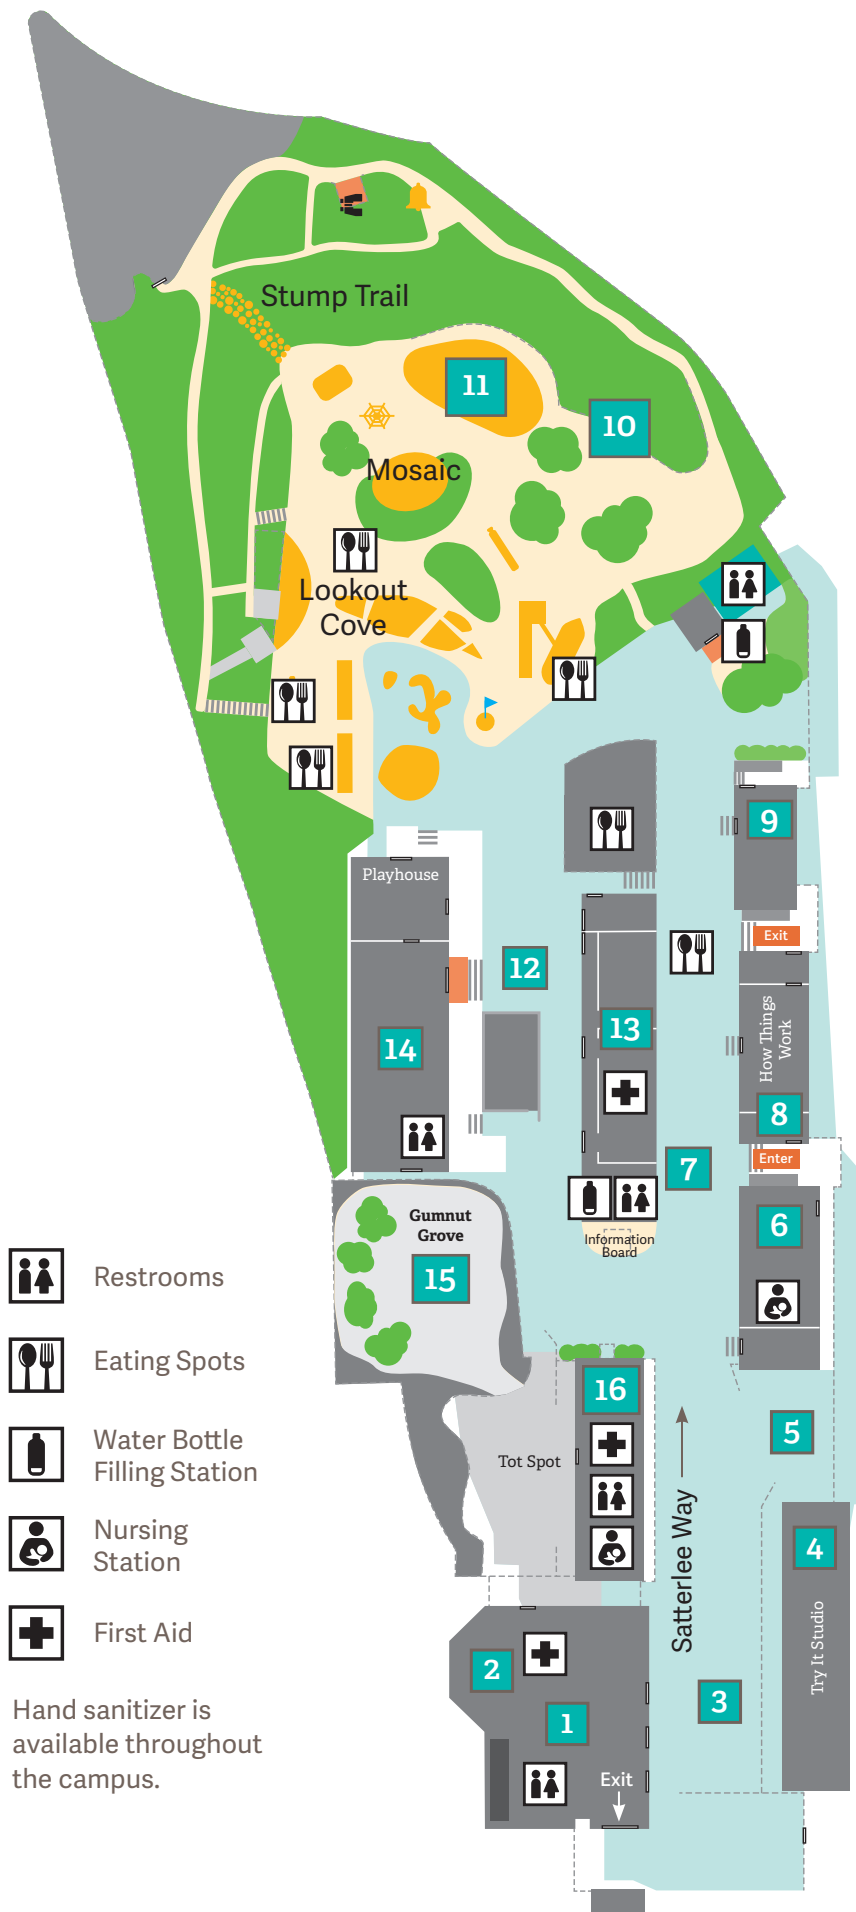 Stump Trail
11
10
Mosaic
Lookout
Cove
9
Playhouse
Exit
12
How Things
Work
13
14
8
7
Enter
6
Gumnut
Grove
Information
Board
15
Restrooms
Eating Spots
16
Water Bottle
Filling Station
5
Tot Spot
Satterlee Way
Nursing
Station
4
Try It Studio
First Aid
2
3
1
Hand sanitizer is
available throughout
the campus.
Exit